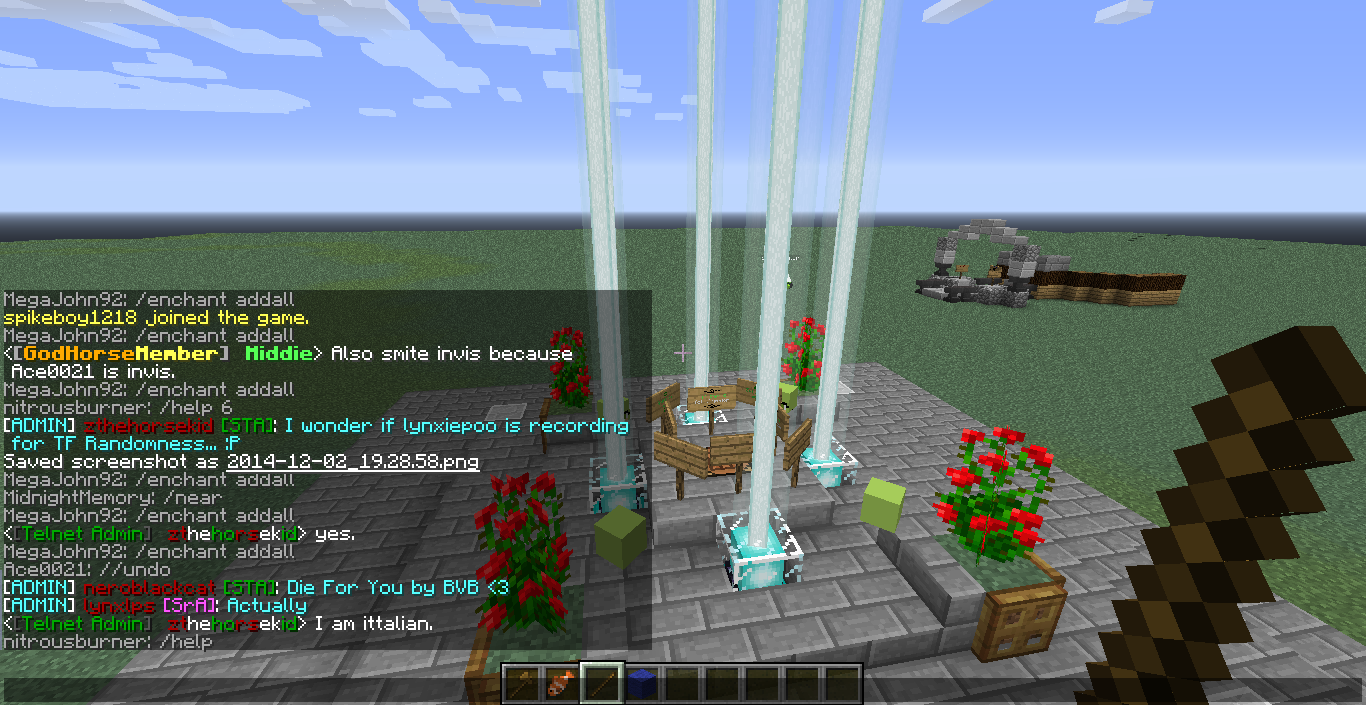 MegaJohn92: /enchant addall
spikeboy1218 joined the game.
MegaJohn92: /enchant addall
<[GodHorseMember] Middie> Also smite invis because
Ace0021 is invis.
MegaJohn92: /enchant addall
nitrousburner: /help 6
[ADMIN] zthehorsekid [STA]: I wonder if lynxiepoo is recording
for TF Randomness... :P
Saved screenshot as 2014-12-02_19.28.58.png
MegaJohn92: /enchant addall
MidnightMemory: /near
MegaJohn92: /enchant addall
<[Telnet Admin] zthehorsekid> yes.
MegaJohn92: /enchant addall
Ace0021: //undo
[ADMIN] neroblackcat [STA]: Die For You by BVB <3
[ADMIN] lynxlps [SrA]: Actually
<[Telnet Admin] zthehorsekid> I am ittalian.
nitrousburner: /help